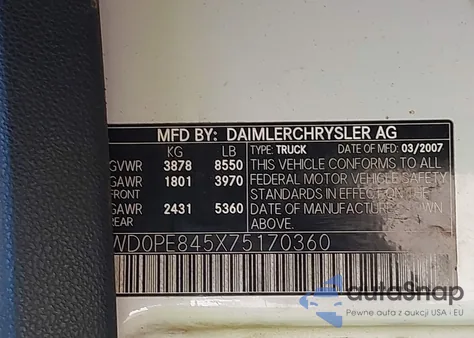 MFD BY: DAIMLERCHRYSLER AG
KG LB TYPE: TRUCK DATE OF MFD: 03/2007
GVWR 3878 8550 THIS VEHICLE CONFORMS TO ALL
GAWR 1801 3970 FEDERAL MOTOR VEHICLE SAFETY
FRONT STANDARDS IN EFFECT ON THE
GAWR 2431 5360 DATE OF MANUFACTURE SHOWN
REAR ABOVE.
WD0PE845X75170360
autoSnap
Pewne auta z aukcji USA i EU